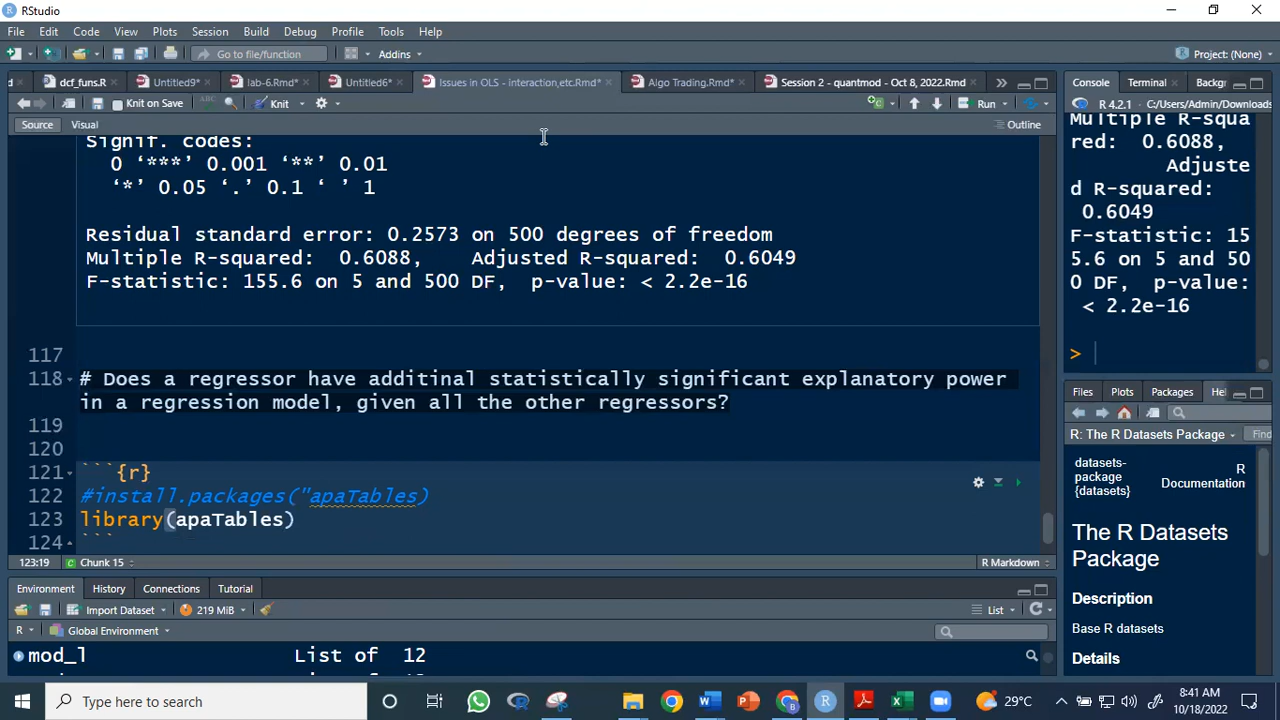 RStudio
File Edit Code View Plots Session Build Debug Profile Tools Help
Go to file/function Addins Project: (None)
dcf_funs.R Untitled9* lab-6.Rmd* Untitled6* Issues in OLS - interaction,etc.Rmd* Algo Trading.Rmd* Session 2 - quantmod - Oct 8, 2022.Rmd
Knit on Save Knit Run
Source Visual Outline
Signif. codes:
0 ‘***’ 0.001 ‘**’ 0.01
‘*’ 0.05 ‘.’ 0.1 ‘ ’ 1
Residual standard error: 0.2573 on 500 degrees of freedom
Multiple R-squared: 0.6088, Adjusted R-squared: 0.6049
F-statistic: 155.6 on 5 and 500 DF, p-value: < 2.2e-16
117
118 # Does a regressor have additinal statistically significant explanatory power
in a regression model, given all the other regressors?
119
120
121 ```{r}
122 #install.packages("apaTables)
123 library(apaTables)
124 ```
123:19 Chunk 15 R Markdown
Environment History Connections Tutorial
Import Dataset 219 MiB List
R Global Environment
mod_l List of 12
Console Terminal Backgr
R 4.2.1 C:/Users/Admin/Downloads
Multiple R-squa
red: 0.6088,
Adjuste
d R-squared:
0.6049
F-statistic: 15
5.6 on 5 and 50
0 DF, p-value:
< 2.2e-16
>
Files Plots Packages Hel
R: The R Datasets Package Find
datasets-
package
{datasets}
R
Documentation
The R Datasets
Package
Description
Base R datasets
Details
Type here to search
29°C
8:41 AM
10/18/2022